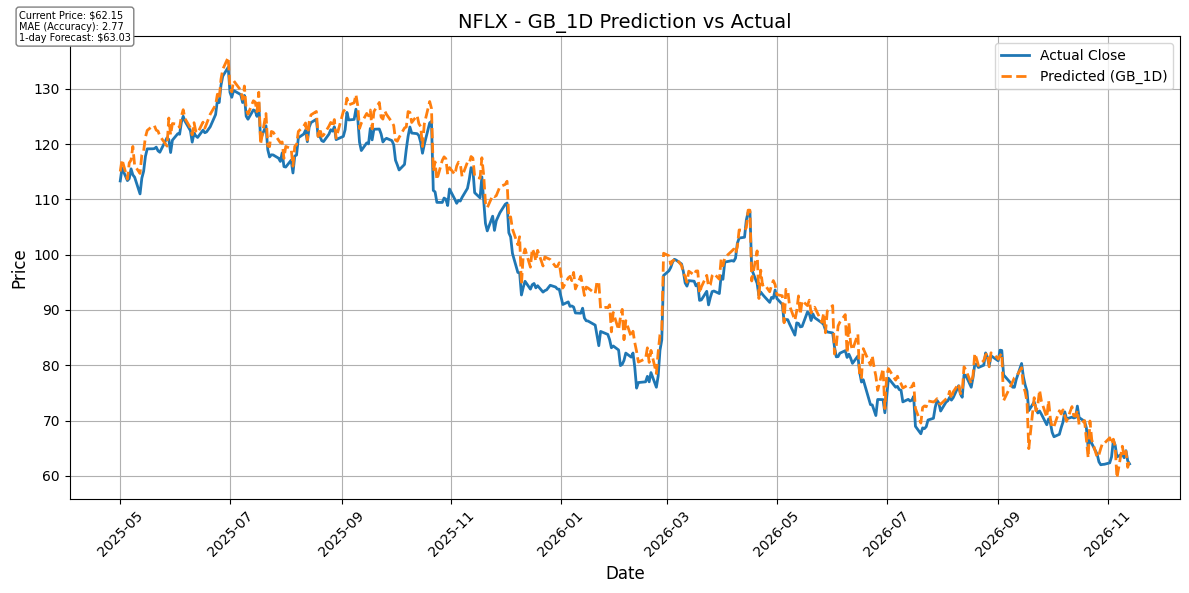 NFLX - GB_1D Prediction vs Actual
Current Price: $62.15
MAE (Accuracy): 2.77
1-day Forecast: $63.03
Actual Close
Predicted (GB_1D)
Price
130
120
110
100
90
80
70
60
2025-05
2025-07
2025-09
2025-11
2026-01
2026-03
2026-05
2026-07
2026-09
2026-11
Date